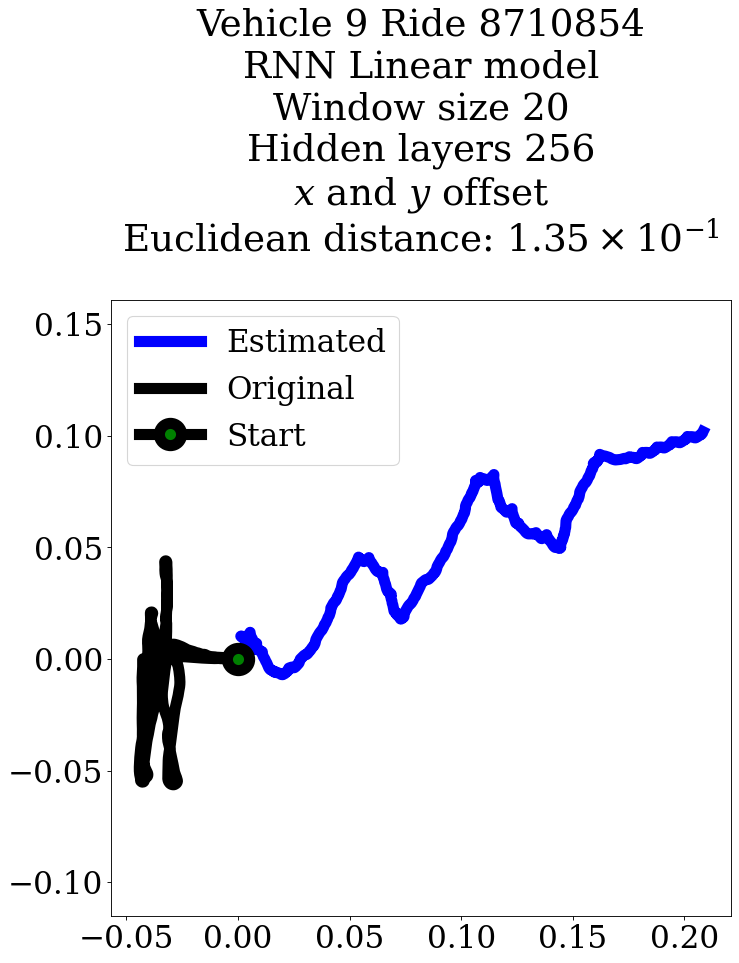 Vehicle 9 Ride 8710854
RNN Linear model
Window size 20
Hidden layers 256
x and y offset
Euclidean distance: 1.35 × 10⁻¹
Estimated
Original
Start
0.15
0.10
0.05
0.00
−0.05
−0.10
−0.05 0.00 0.05 0.10 0.15 0.20